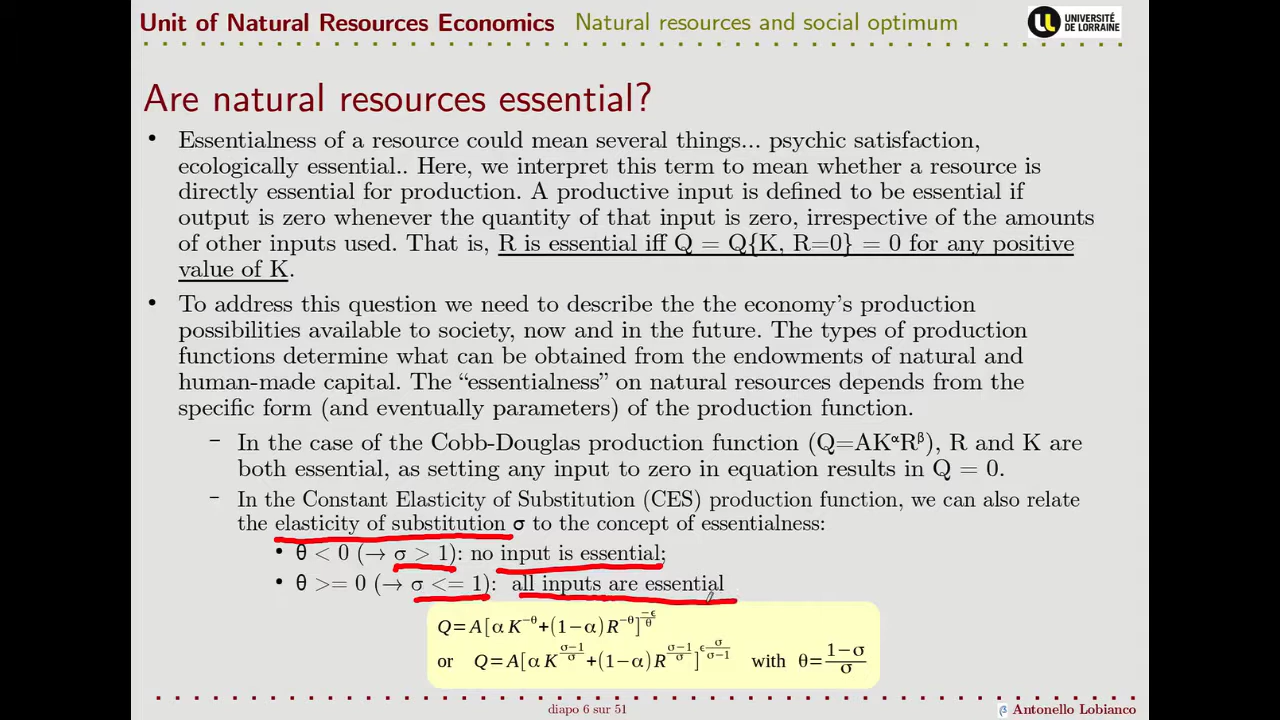 Unit of Natural Resources Economics Natural resources and social optimum
UNIVERSITÉ
DE LORRAINE
Are natural resources essential?
• Essentialness of a resource could mean several things... psychic satisfaction,
ecologically essential.. Here, we interpret this term to mean whether a resource is
directly essential for production. A productive input is defined to be essential if
output is zero whenever the quantity of that input is zero, irrespective of the amounts
of other inputs used. That is, R is essential iff Q = Q{K, R=0} = 0 for any positive
value of K.
• To address this question we need to describe the the economy's production
possibilities available to society, now and in the future. The types of production
functions determine what can be obtained from the endowments of natural and
human-made capital. The “essentialness” on natural resources depends from the
specific form (and eventually parameters) of the production function.
– In the case of the Cobb-Douglas production function (Q=AK^αR^β), R and K are
both essential, as setting any input to zero in equation results in Q = 0.
– In the Constant Elasticity of Substitution (CES) production function, we can also relate
the elasticity of substitution σ to the concept of essentialness:
• θ < 0 (→ σ > 1): no input is essential;
• θ >= 0 (→ σ <= 1): all inputs are essential
Q=A[αK^{−θ}+(1−α)R^{−θ}]^{−ϵ/θ}
or Q=A[αK^{(σ−1)/σ}+(1−α)R^{(σ−1)/σ}]^{ϵ σ/(σ−1)} with θ=(1−σ)/σ
diapo 6 sur 51
β Antonello Lobianco